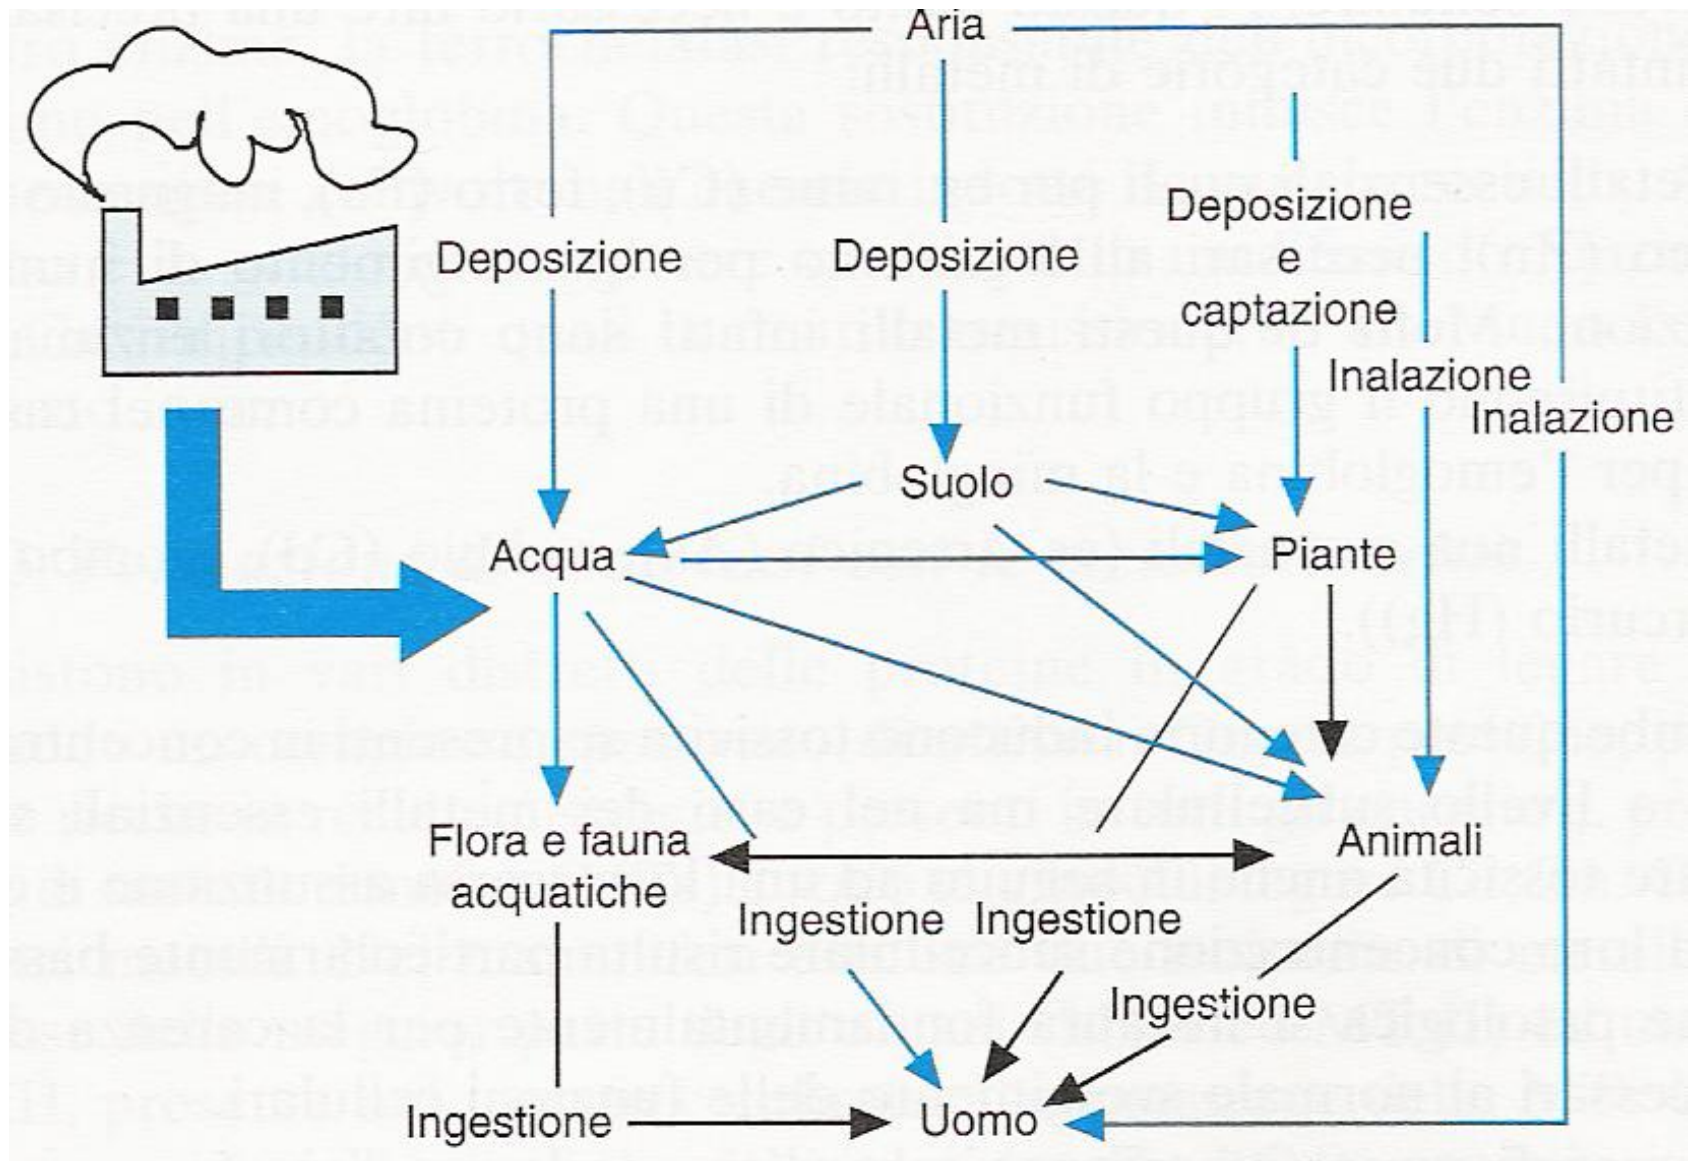 Aria
Deposizione
Deposizione
Deposizione
e
captazione
Inalazione
Inalazione
Suolo
Acqua
Piante
Flora e fauna
acquatiche
Animali
Ingestione
Ingestione
Ingestione
Ingestione
Uomo